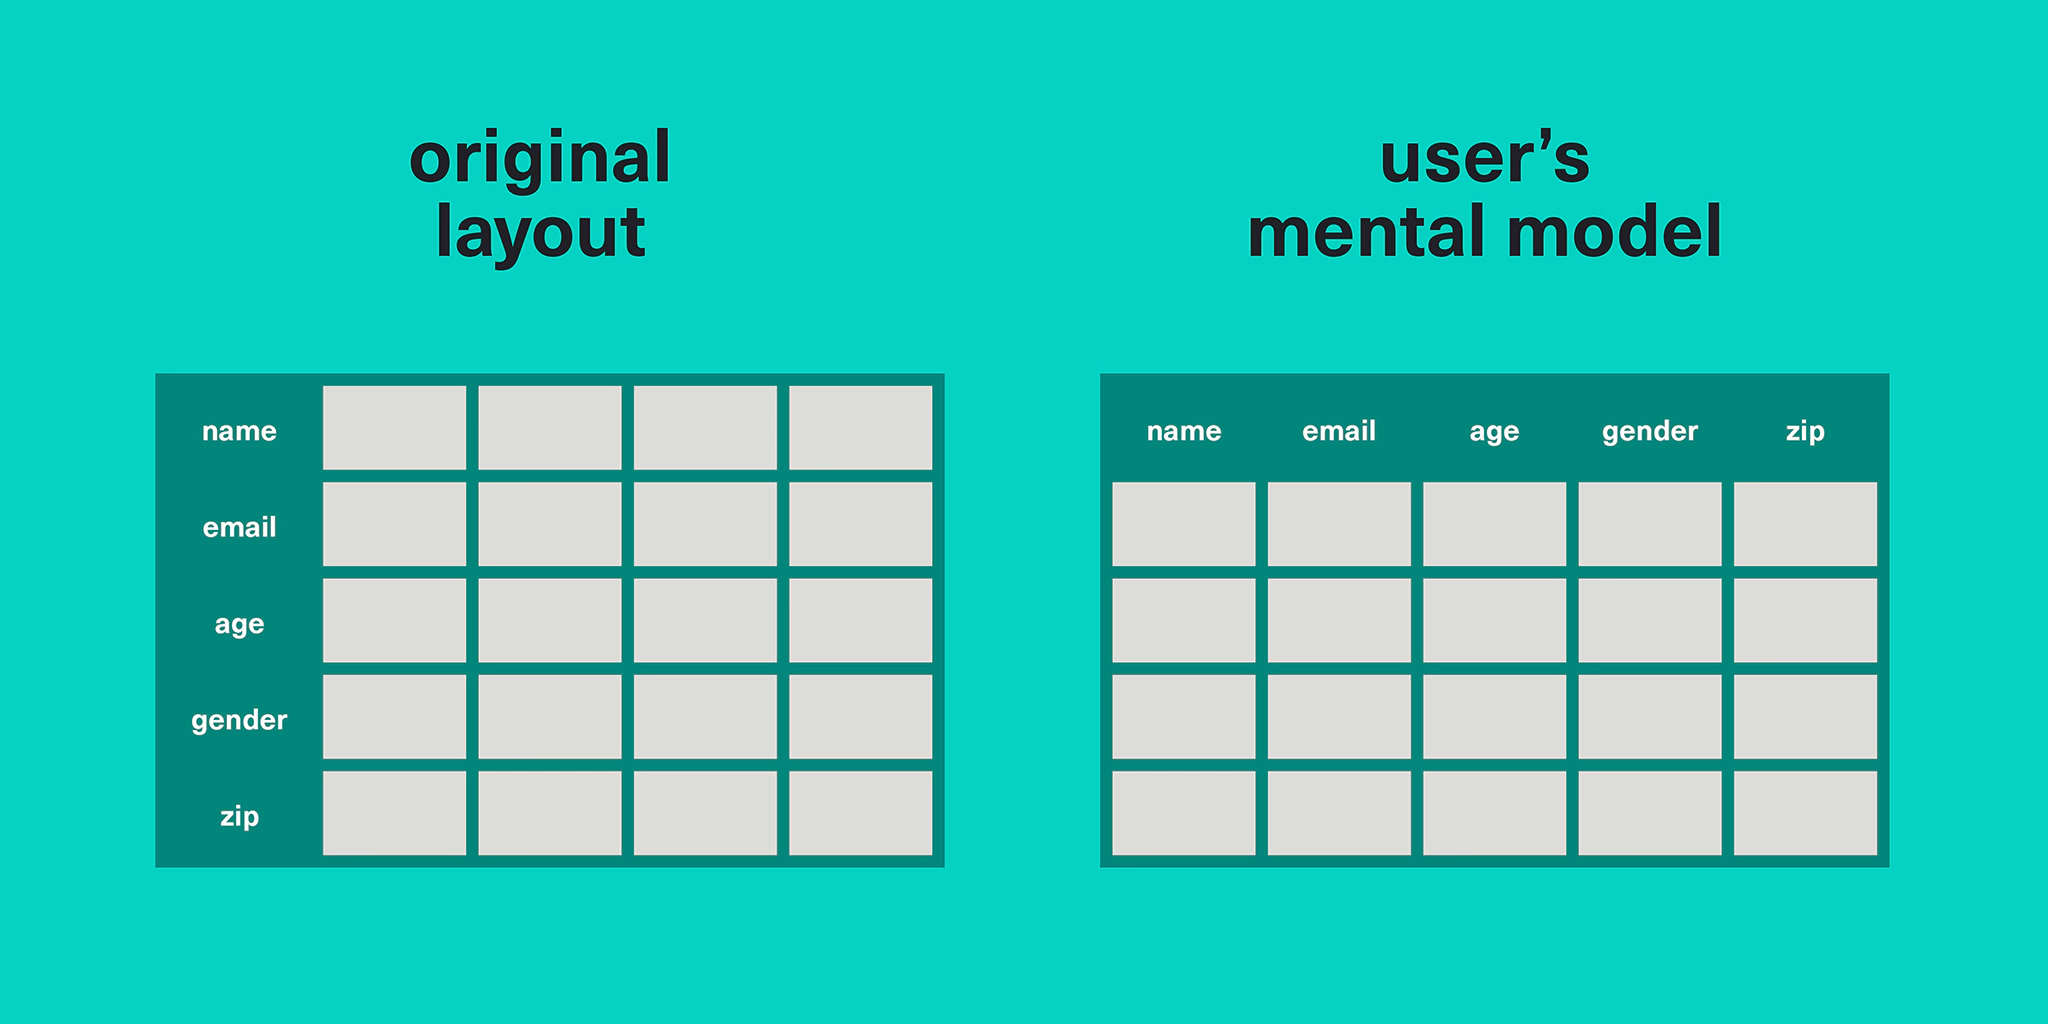 original
layout
name
email
age
gender
zip
user’s
mental model
name email age gender zip